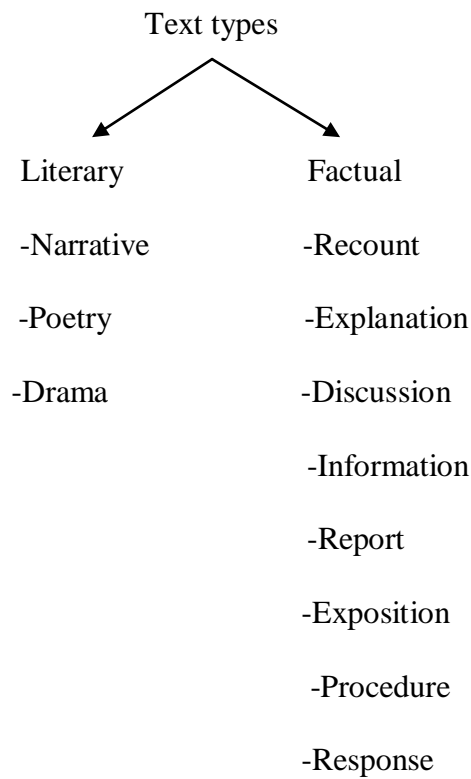 Text types
Literary Factual
-Narrative -Recount
-Poetry -Explanation
-Drama -Discussion
-Information
-Report
-Exposition
-Procedure
-Response